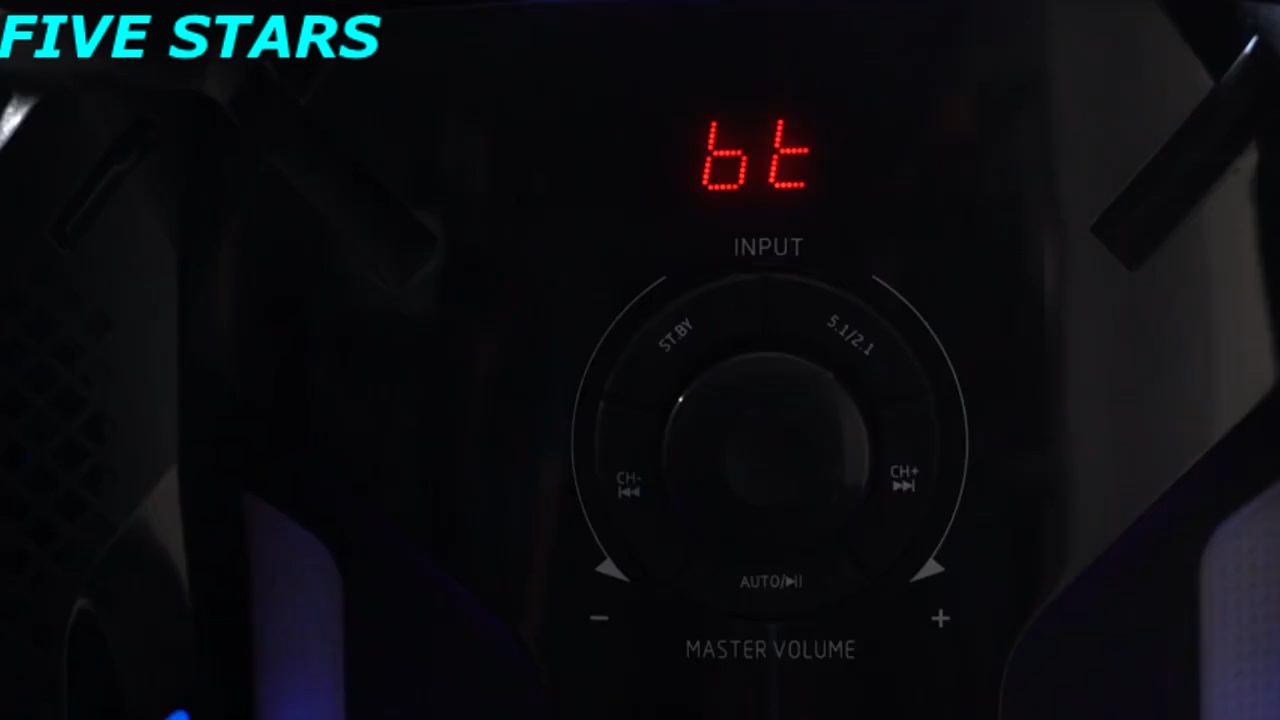 FIVE STARS
bt
INPUT
ST.BY
5.1/2.1
CH-
CH+
AUTO/
MASTER VOLUME